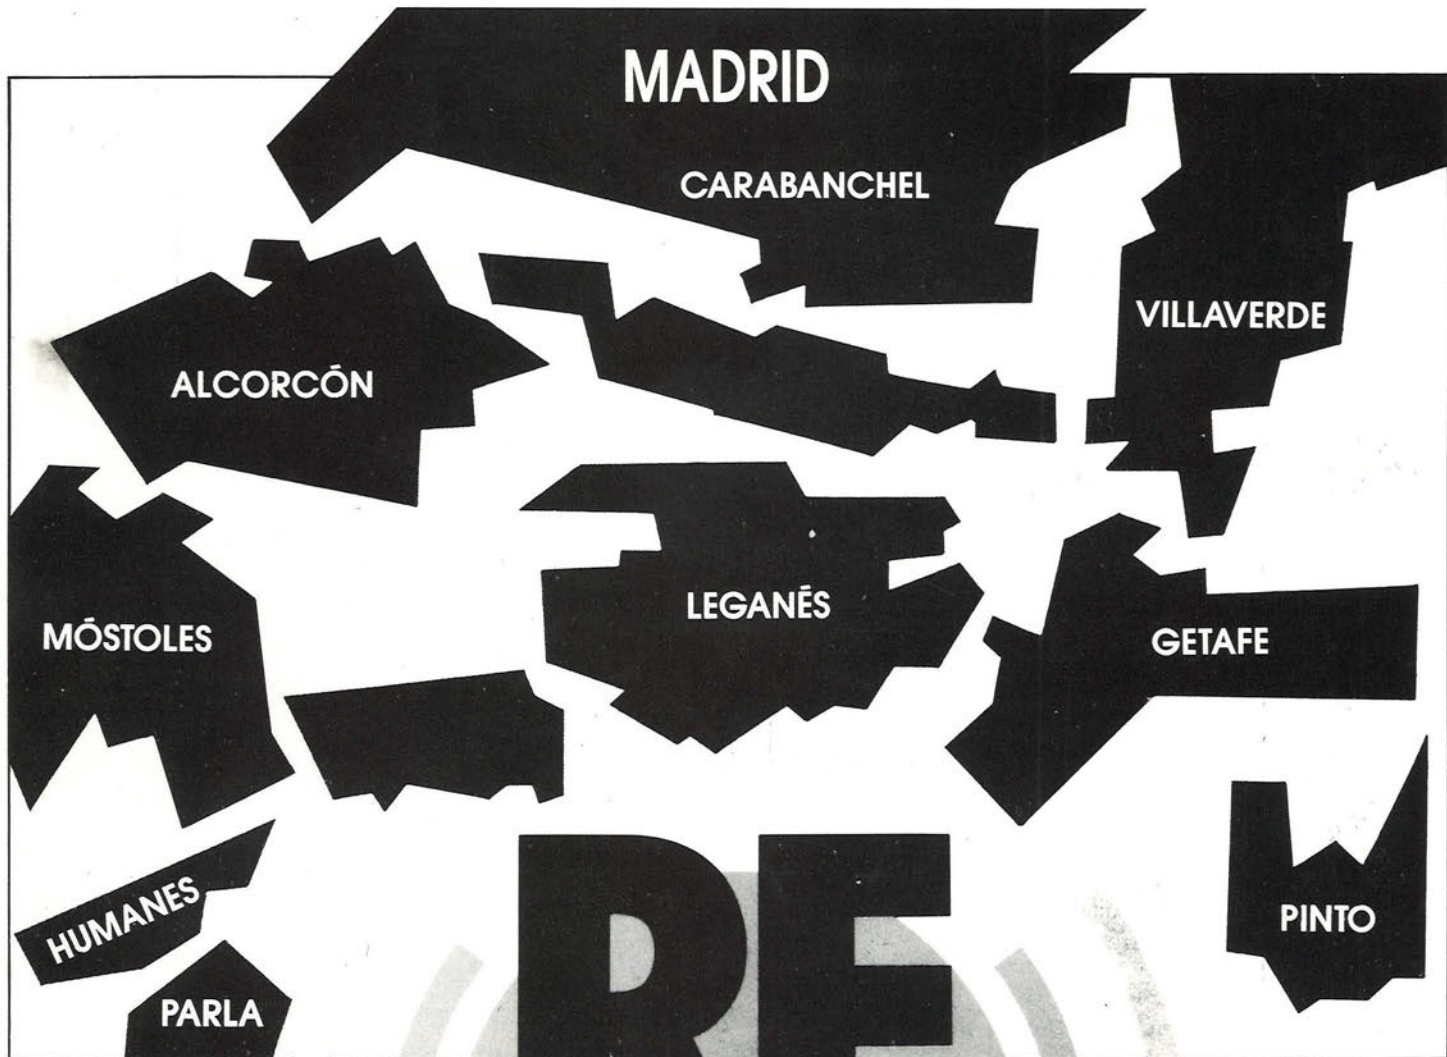 MADRID
CARABANCHEL
VILLAVERDE
ALCORCÓN
LEGANÉS
MÓSTOLES
GETAFE
HUMANES
PINTO
PARLA
RE